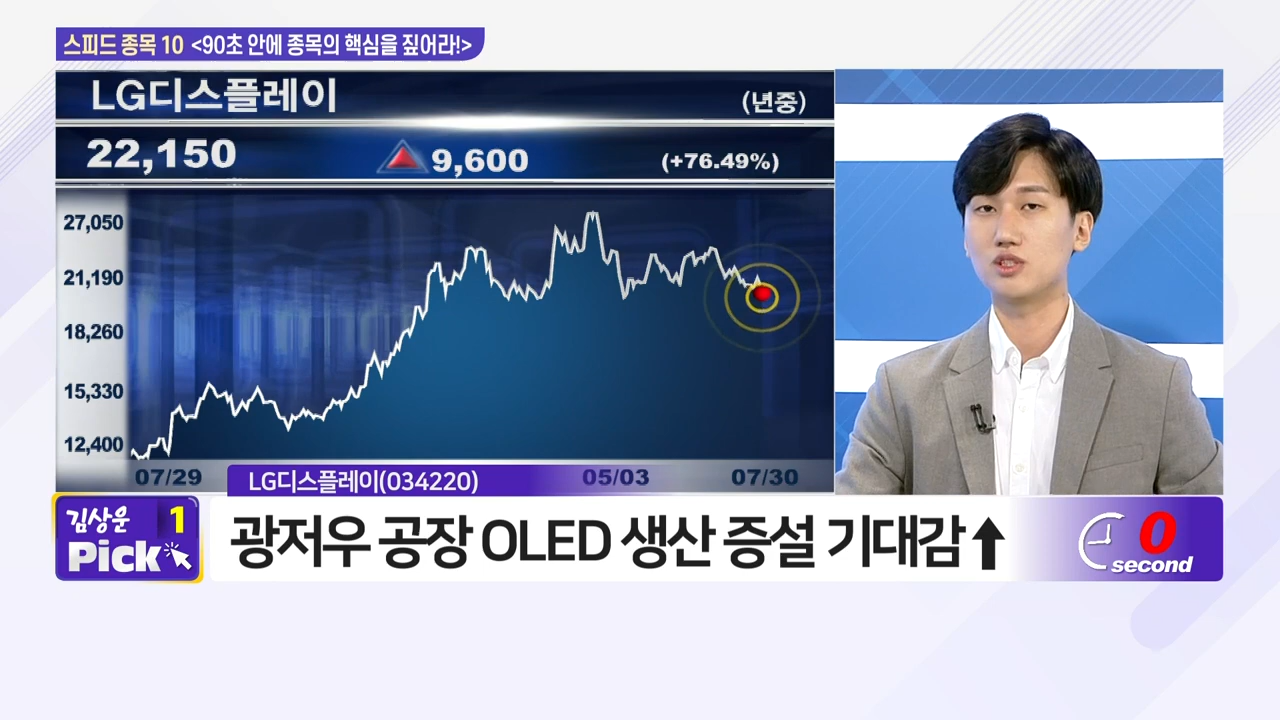 스피드 종목 10 <90초 안에 종목의 핵심을 짚어라!>
LG디스플레이 (년중)
22,150 9,600 (+76.49%)
27,050
21,190
18,260
15,330
12,400
07/29 05/03 07/30
LG디스플레이(034220)
김상운 1
Pick
광저우 공장 OLED 생산 증설 기대감↑
0
second